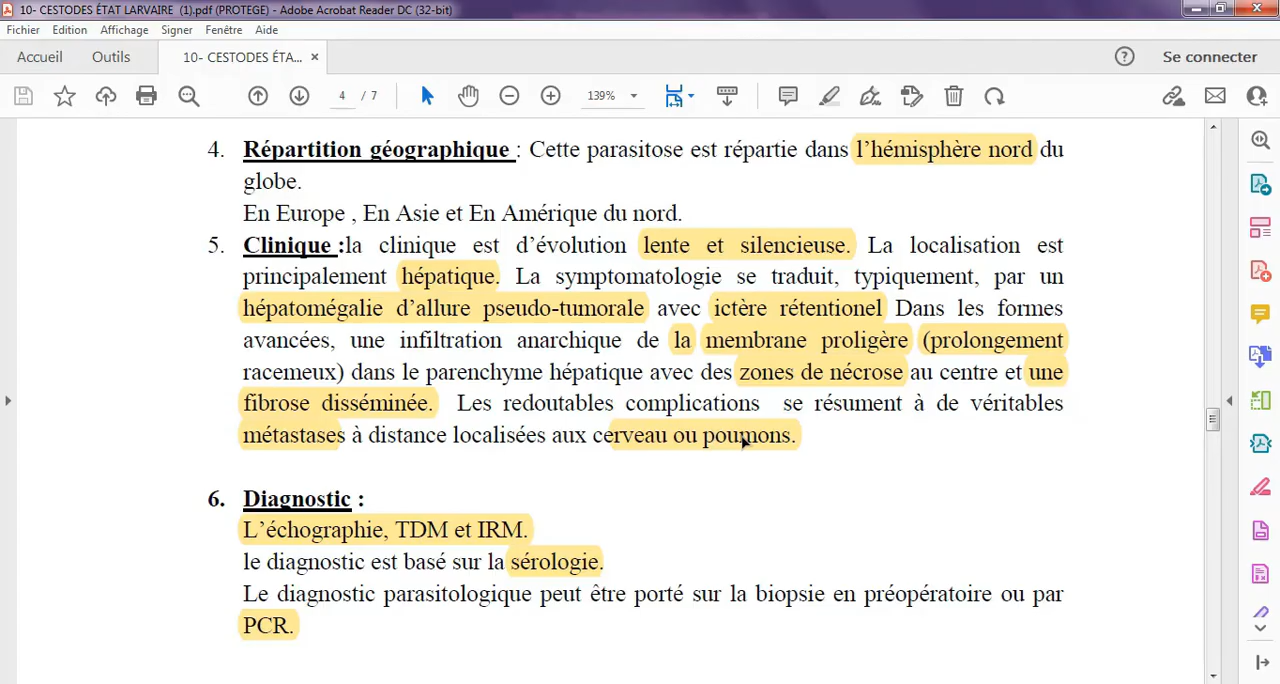 10- CESTODES ÉTAT LARVAIRE (1).pdf (PROTEGE) - Adobe Acrobat Reader DC (32-bit)
Fichier Edition Affichage Signer Fenêtre Aide
Accueil Outils 10- CESTODES ÉTA... × Se connecter
4 / 7 139%
4. Répartition géographique : Cette parasitose est répartie dans l’hémisphère nord du
globe.
En Europe , En Asie et En Amérique du nord.
5. Clinique :la clinique est d’évolution lente et silencieuse. La localisation est
principalement hépatique. La symptomatologie se traduit, typiquement, par un
hépatomégalie d’allure pseudo-tumorale avec ictère rétentionel Dans les formes
avancées, une infiltration anarchique de la membrane proligère (prolongement
racemeux) dans le parenchyme hépatique avec des zones de nécrose au centre et une
fibrose disséminée. Les redoutables complications se résument à de véritables
métastases à distance localisées aux cerveau ou poumons.
6. Diagnostic :
L’échographie, TDM et IRM.
le diagnostic est basé sur la sérologie.
Le diagnostic parasitologique peut être porté sur la biopsie en préopératoire ou par
PCR.